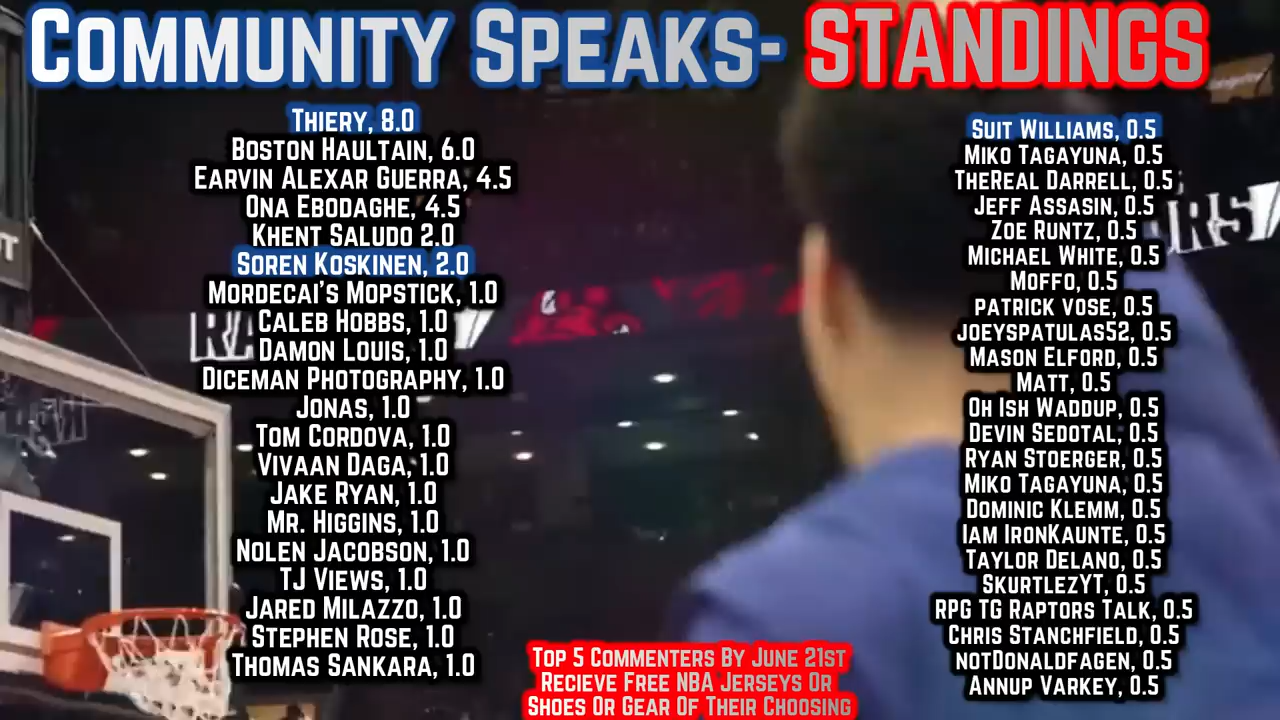 Community Speaks- STANDINGS
Thiery, 8.0
Boston Haultain, 6.0
Earvin Alexar Guerra, 4.5
Ona Ebodaghe, 4.5
Khent Saludo 2.0
Soren Koskinen, 2.0
Mordecai's Mopstick, 1.0
Caleb Hobbs, 1.0
Damon Louis, 1.0
Diceman Photography, 1.0
Jonas, 1.0
Tom Cordova, 1.0
Vivaan Daga, 1.0
Jake Ryan, 1.0
Mr. Higgins, 1.0
Nolen Jacobson, 1.0
TJ Views, 1.0
Jared Milazzo, 1.0
Stephen Rose, 1.0
Thomas Sankara, 1.0
Suit Williams, 0.5
Miko Tagayuna, 0.5
TheReal Darrell, 0.5
Jeff Assasin, 0.5
Zoe Runtz, 0.5
Michael White, 0.5
Moffo, 0.5
patrick vose, 0.5
joeyspatulas52, 0.5
Mason Elford, 0.5
Matt, 0.5
Oh Ish Waddup, 0.5
Devin Sedotal, 0.5
Ryan Stoerger, 0.5
Miko Tagayuna, 0.5
Dominic Klemm, 0.5
Iam IronKaunte, 0.5
Taylor Delano, 0.5
SkurtlezYT, 0.5
RPG TG Raptors Talk, 0.5
Chris Stanchfield, 0.5
notDonaldfagen, 0.5
Annup Varkey, 0.5
Top 5 Commenters By June 21st
Recieve Free NBA Jerseys Or
Shoes Or Gear Of Their Choosing